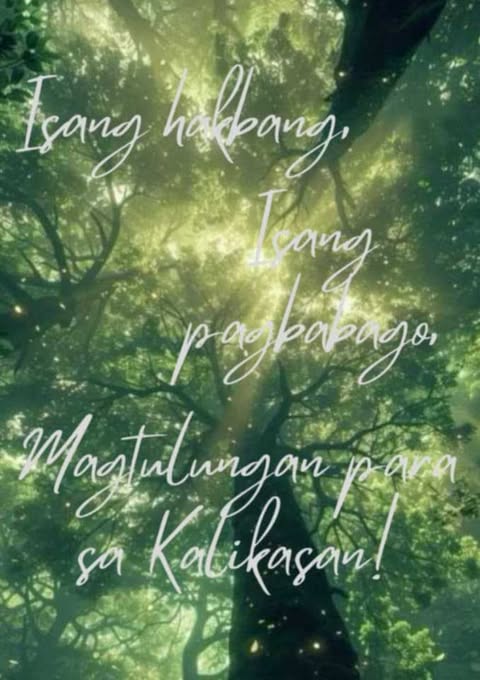 Isang hakbang,
Isang
pagbabago,
Magtulungan para
sa Kalikasan!